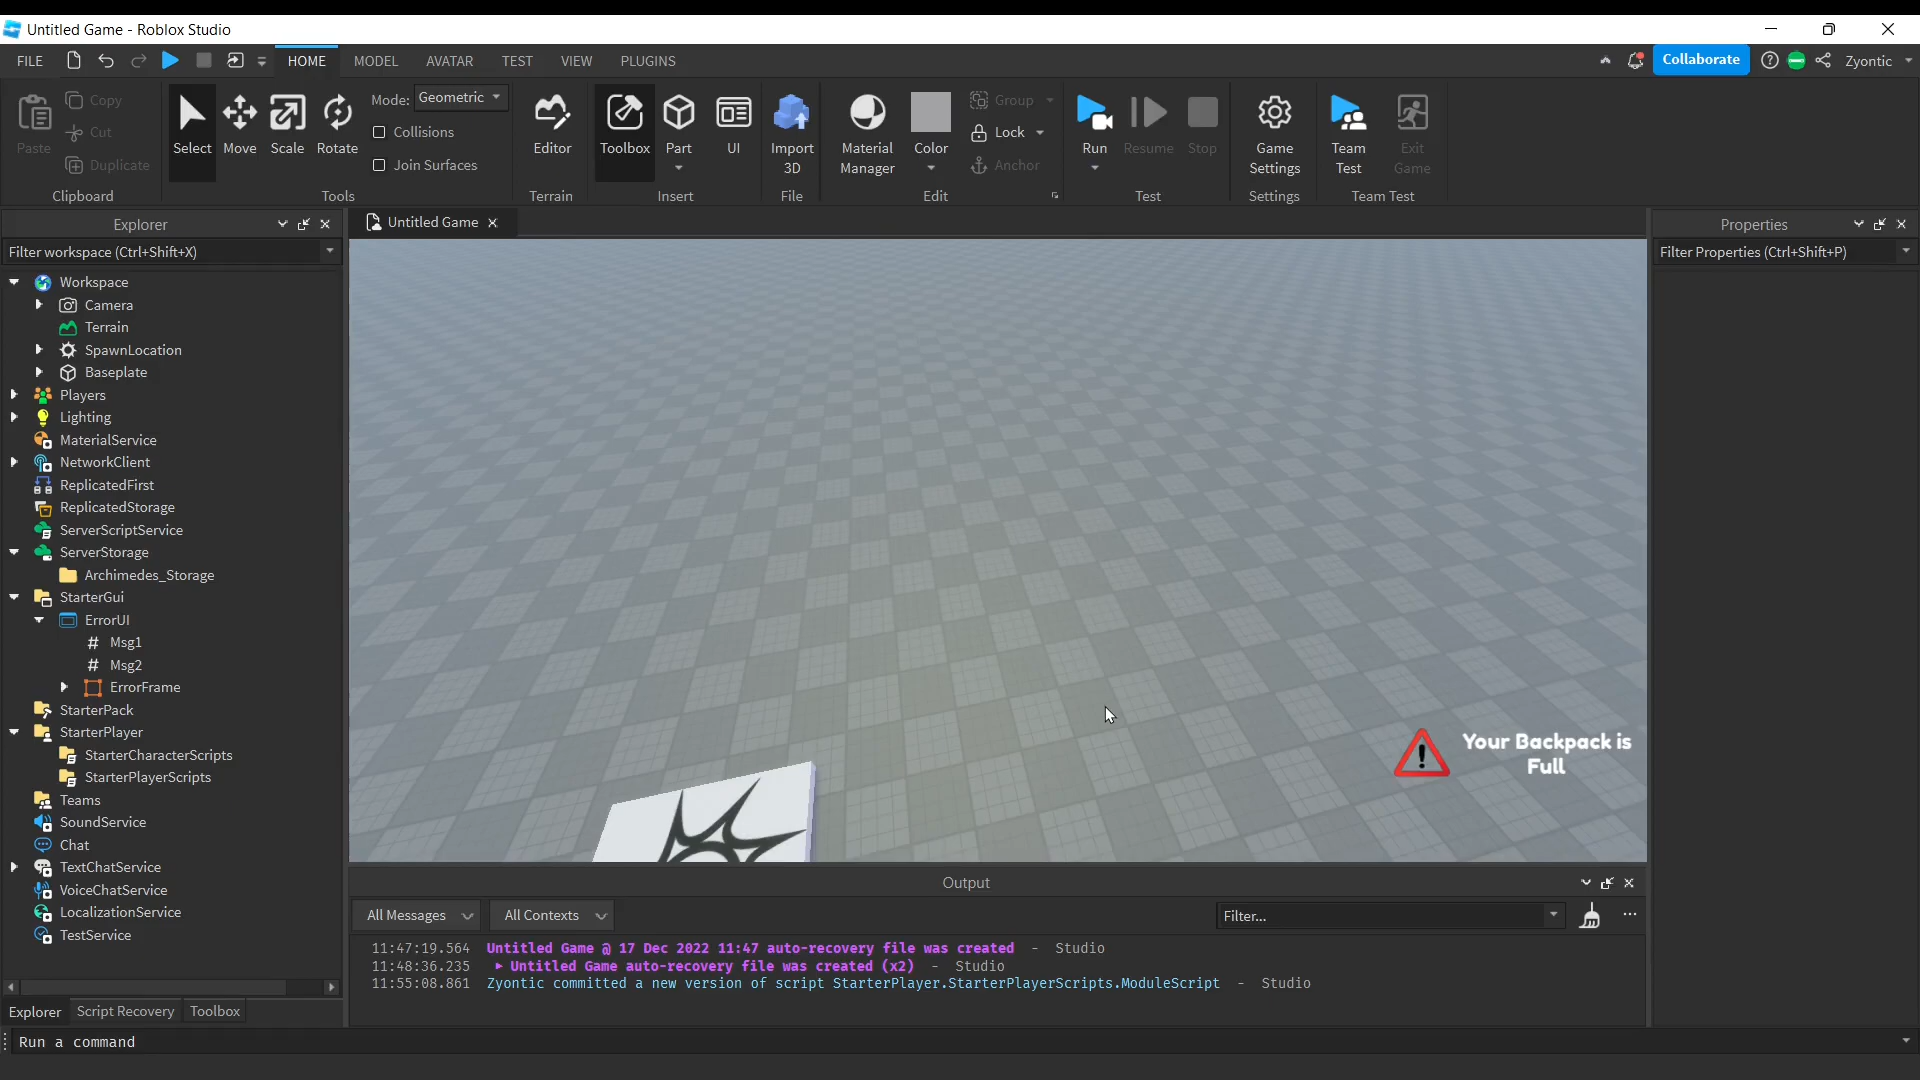 Untitled Game - Roblox Studio
FILE
HOME
MODEL
AVATAR
TEST
VIEW
PLUGINS
Collaborate
Zyontic
Paste
Copy
Cut
Duplicate
Clipboard
Select
Move
Scale
Rotate
Mode: Geometric
Collisions
Join Surfaces
Tools
Editor
Terrain
Toolbox
Part
UI
Insert
Import
3D
File
Material
Manager
Color
Group
Lock
Anchor
Edit
Run
Resume
Stop
Test
Game
Settings
Settings
Team
Test
Exit
Game
Team Test
Explorer
Filter workspace (Ctrl+Shift+X)
Workspace
Camera
Terrain
SpawnLocation
Baseplate
Players
Lighting
MaterialService
NetworkClient
ReplicatedFirst
ReplicatedStorage
ServerScriptService
ServerStorage
Archimedes_Storage
StarterGui
ErrorUI
Msg1
Msg2
ErrorFrame
StarterPack
StarterPlayer
StarterCharacterScripts
StarterPlayerScripts
Teams
SoundService
Chat
TextChatService
VoiceChatService
LocalizationService
TestService
Explorer
Script Recovery
Toolbox
Untitled Game
Your Backpack is
Full
Properties
Filter Properties (Ctrl+Shift+P)
Output
All Messages
All Contexts
Filter...
11:47:19.564 Untitled Game @ 17 Dec 2022 11:47 auto-recovery file was created - Studio
11:48:36.235 Untitled Game auto-recovery file was created (x2) - Studio
11:55:08.861 Zyontic committed a new version of script StarterPlayer.StarterPlayerScripts.ModuleScript - Studio
Run a command